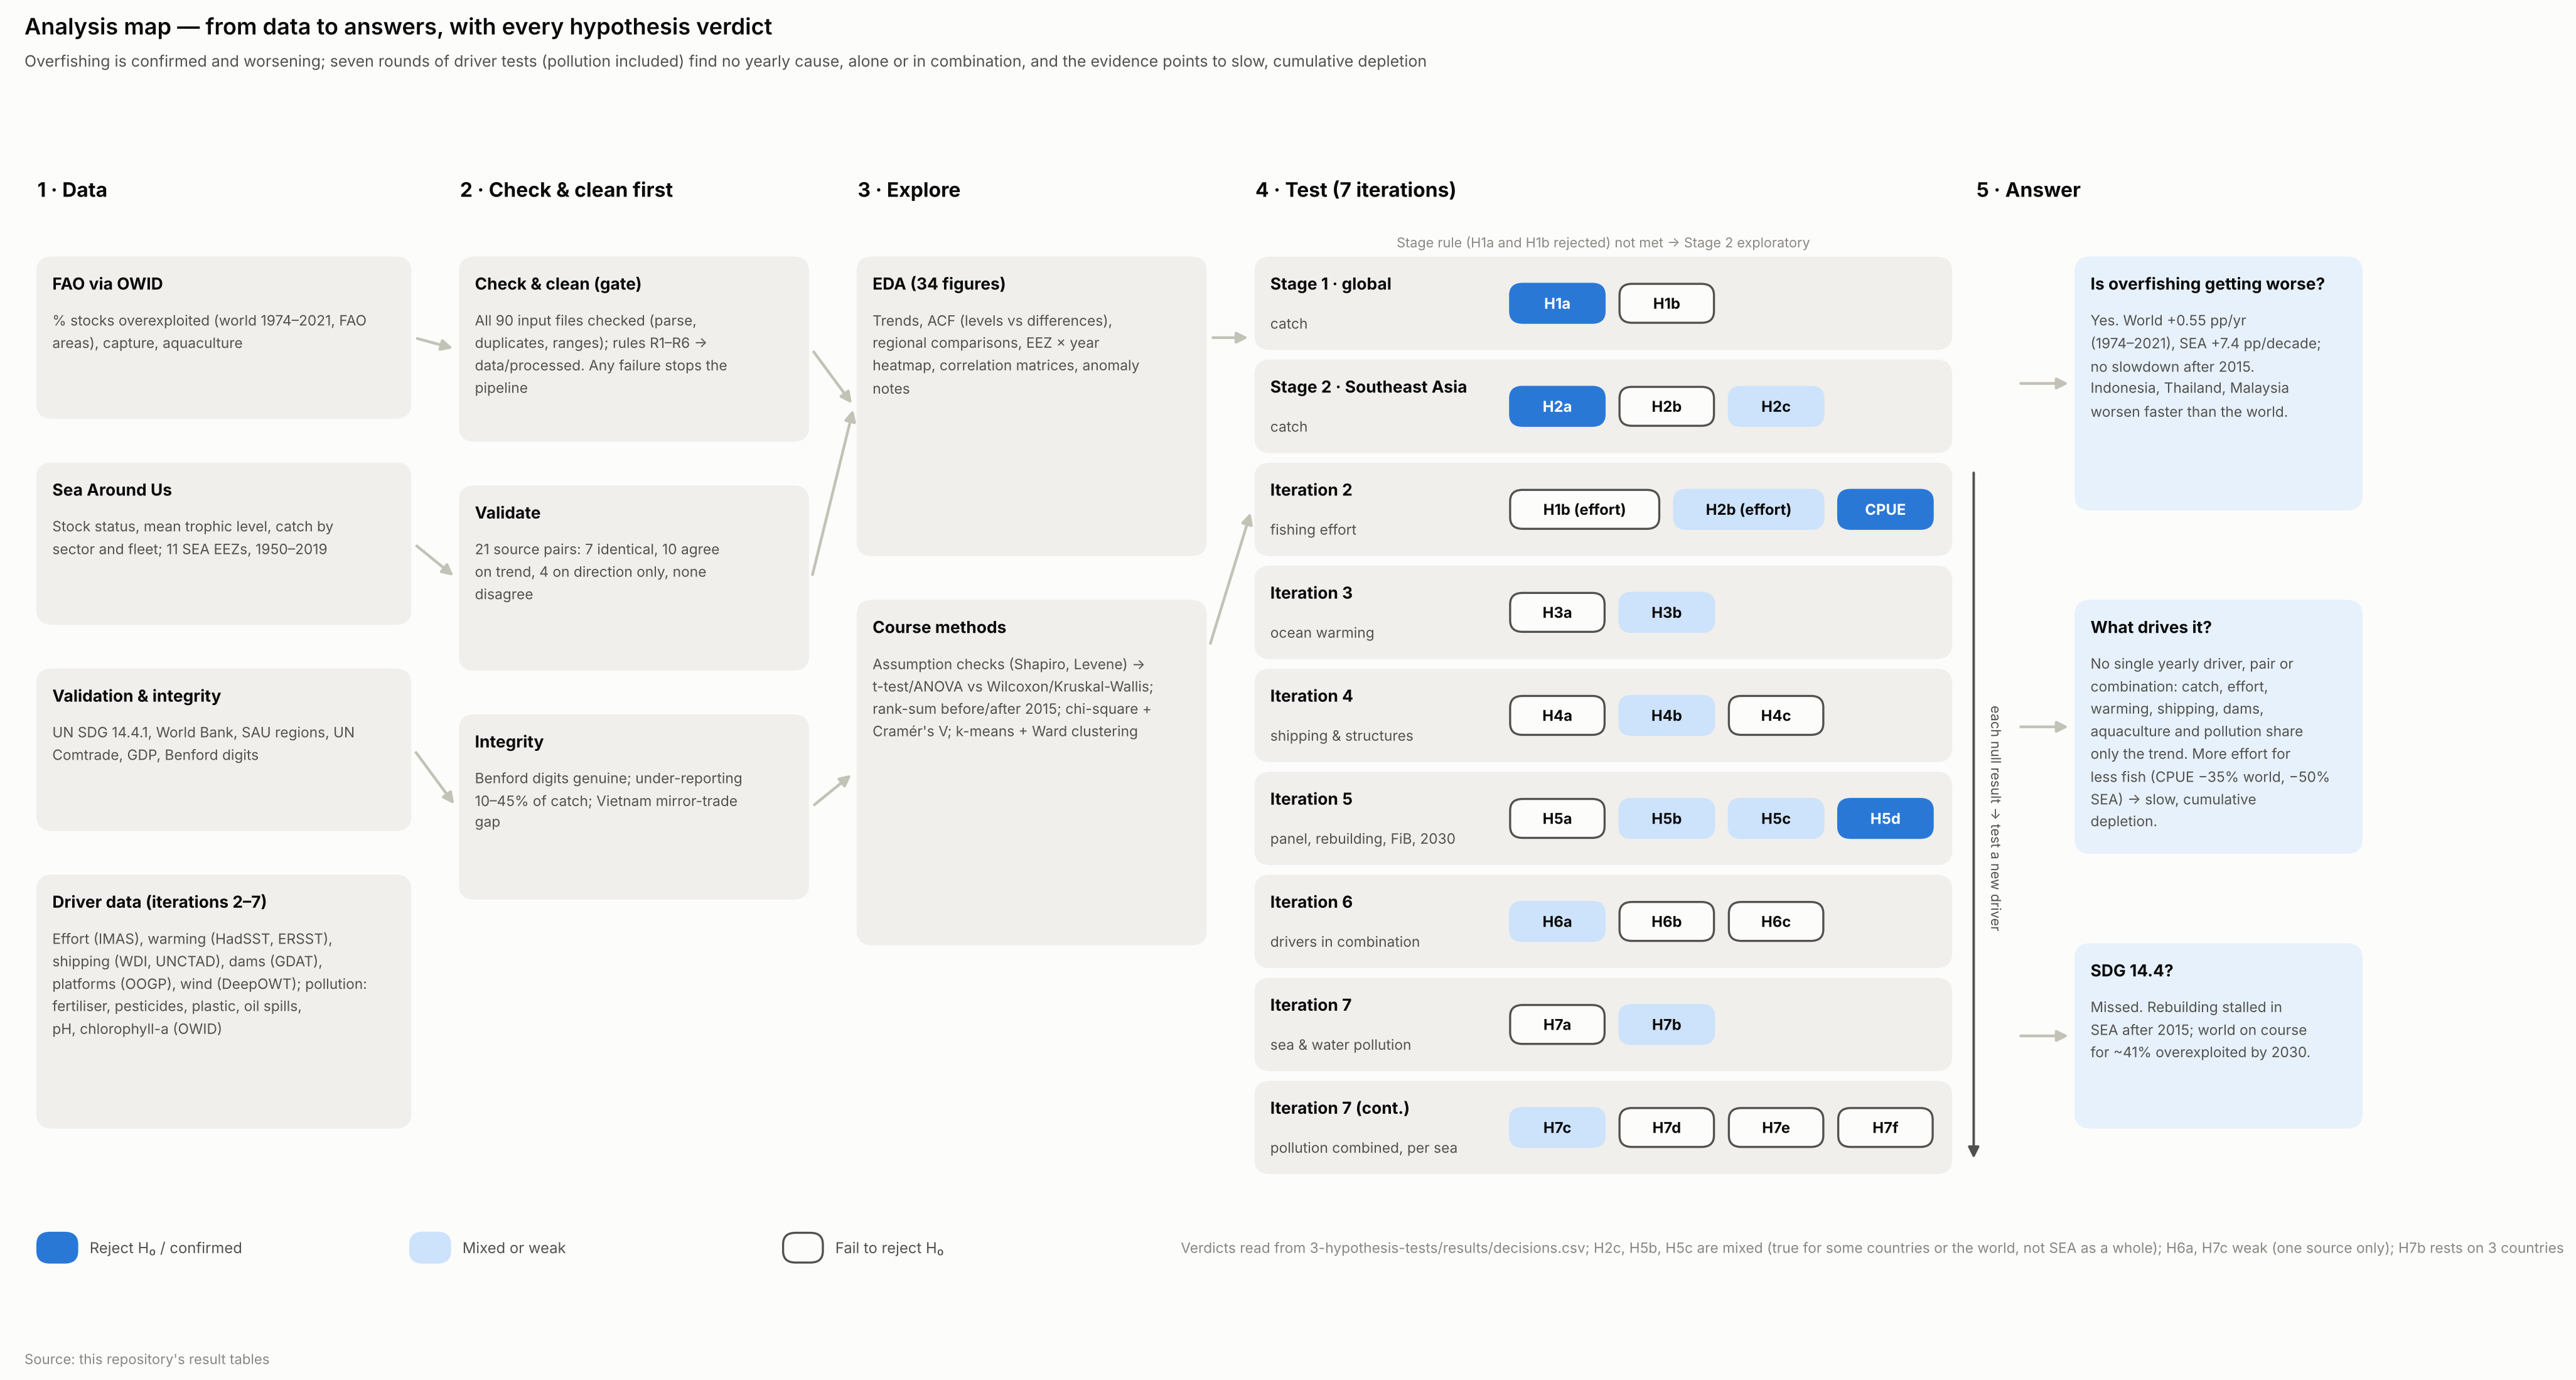 Analysis map — from data to answers, with every hypothesis verdict
Overfishing is confirmed and worsening; seven rounds of driver tests (pollution included) find no yearly cause, alone or in combination, and the evidence points to slow, cumulative depletion
1 · Data
FAO via OWID
% stocks overexploited (world 1974–2021, FAO
areas), capture, aquaculture
Sea Around Us
Stock status, mean trophic level, catch by
sector and fleet; 11 SEA EEZs, 1950–2019
Validation & integrity
UN SDG 14.4.1, World Bank, SAU regions, UN
Comtrade, GDP, Benford digits
Driver data (iterations 2–7)
Effort (IMAS), warming (HadSST, ERSST),
shipping (WDI, UNCTAD), dams (GDAT),
platforms (OOGP), wind (DeepOWT); pollution:
fertiliser, pesticides, plastic, oil spills,
pH, chlorophyll-a (OWID)
2 · Check & clean first
Check & clean (gate)
All 90 input files checked (parse,
duplicates, ranges); rules R1–R6 →
data/processed. Any failure stops the
pipeline
Validate
21 source pairs: 7 identical, 10 agree
on trend, 4 on direction only, none
disagree
Integrity
Benford digits genuine; under-reporting
10–45% of catch; Vietnam mirror-trade
gap
3 · Explore
EDA (34 figures)
Trends, ACF (levels vs differences),
regional comparisons, EEZ × year
heatmap, correlation matrices, anomaly
notes
Course methods
Assumption checks (Shapiro, Levene) →
t-test/ANOVA vs Wilcoxon/Kruskal-Wallis;
rank-sum before/after 2015; chi-square +
Cramér's V; k-means + Ward clustering
4 · Test (7 iterations)
Stage rule (H1a and H1b rejected) not met → Stage 2 exploratory
Stage 1 · global
catch
H1a
H1b
Stage 2 · Southeast Asia
catch
H2a
H2b
H2c
Iteration 2
fishing effort
H1b (effort)
H2b (effort)
CPUE
Iteration 3
ocean warming
H3a
H3b
Iteration 4
shipping & structures
H4a
H4b
H4c
Iteration 5
panel, rebuilding, FiB, 2030
H5a
H5b
H5c
H5d
Iteration 6
drivers in combination
H6a
H6b
H6c
Iteration 7
sea & water pollution
H7a
H7b
Iteration 7 (cont.)
pollution combined, per sea
H7c
H7d
H7e
H7f
each null result → test a new driver
5 · Answer
Is overfishing getting worse?
Yes. World +0.55 pp/yr
(1974–2021), SEA +7.4 pp/decade;
no slowdown after 2015.
Indonesia, Thailand, Malaysia
worsen faster than the world.
What drives it?
No single yearly driver, pair or
combination: catch, effort,
warming, shipping, dams,
aquaculture and pollution share
only the trend. More effort for
less fish (CPUE −35% world, −50%
SEA) → slow, cumulative
depletion.
SDG 14.4?
Missed. Rebuilding stalled in
SEA after 2015; world on course
for ~41% overexploited by 2030.
Reject H₀ / confirmed
Mixed or weak
Fail to reject H₀
Verdicts read from 3-hypothesis-tests/results/decisions.csv; H2c, H5b, H5c are mixed (true for some countries or the world, not SEA as a whole); H6a, H7c weak (one source only); H7b rests on 3 countries
Source: this repository's result tables